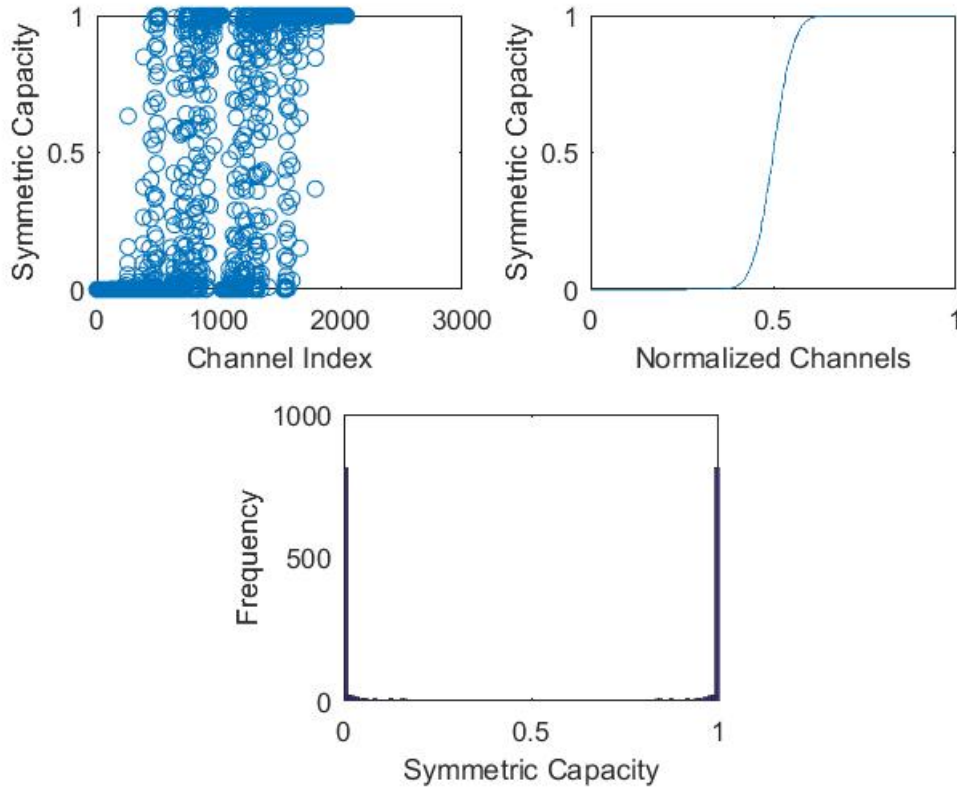 1
0.5
0
Symmetric Capacity
0 1000 2000 3000
Channel Index
1
0.5
0
Symmetric Capacity
0 0.5 1
Normalized Channels
1000
500
0
Frequency
0 0.5 1
Symmetric Capacity